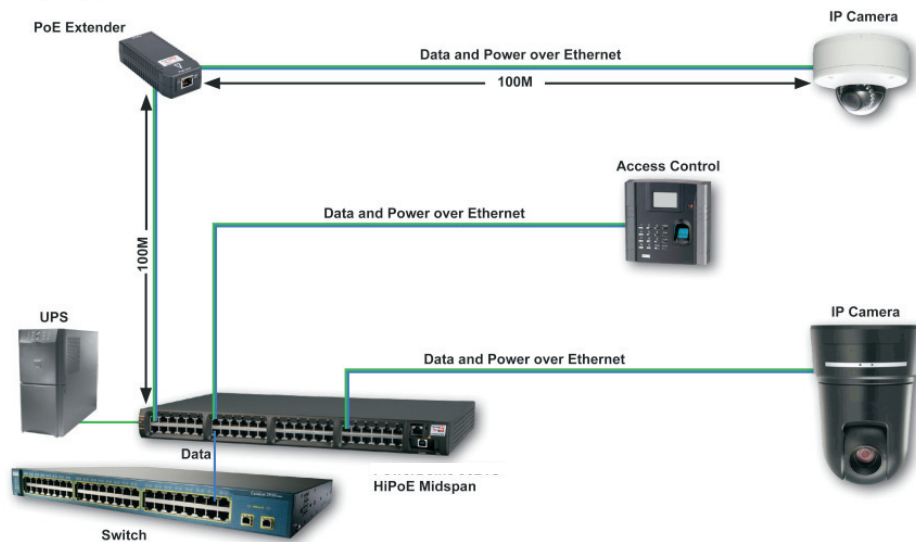 PoE Extender
IP Camera
Data and Power over Ethernet
100M
Access Control
Data and Power over Ethernet
100M
UPS
IP Camera
Data and Power over Ethernet
Data
HiPoE Midspan
Switch